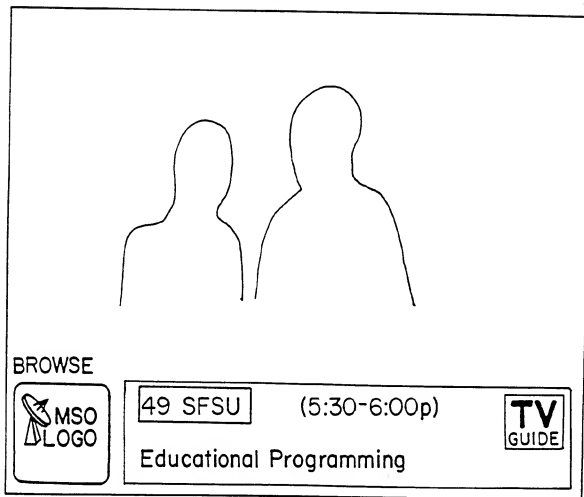 BROWSE
MSO
LOGO
49 SFSU (5:30-6:00p)
Educational Programming
TV
GUIDE